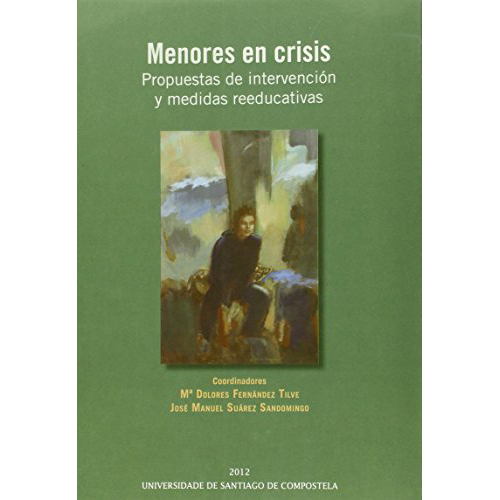 Menores en crisis
Propuestas de intervención
y medidas reeducativas
Coordinadores
Mª DOLORES FERNÁNDEZ TILVE
JOSÉ MANUEL SUÁREZ SANDOMINGO
2012
UNIVERSIDADE DE SANTIAGO DE COMPOSTELA